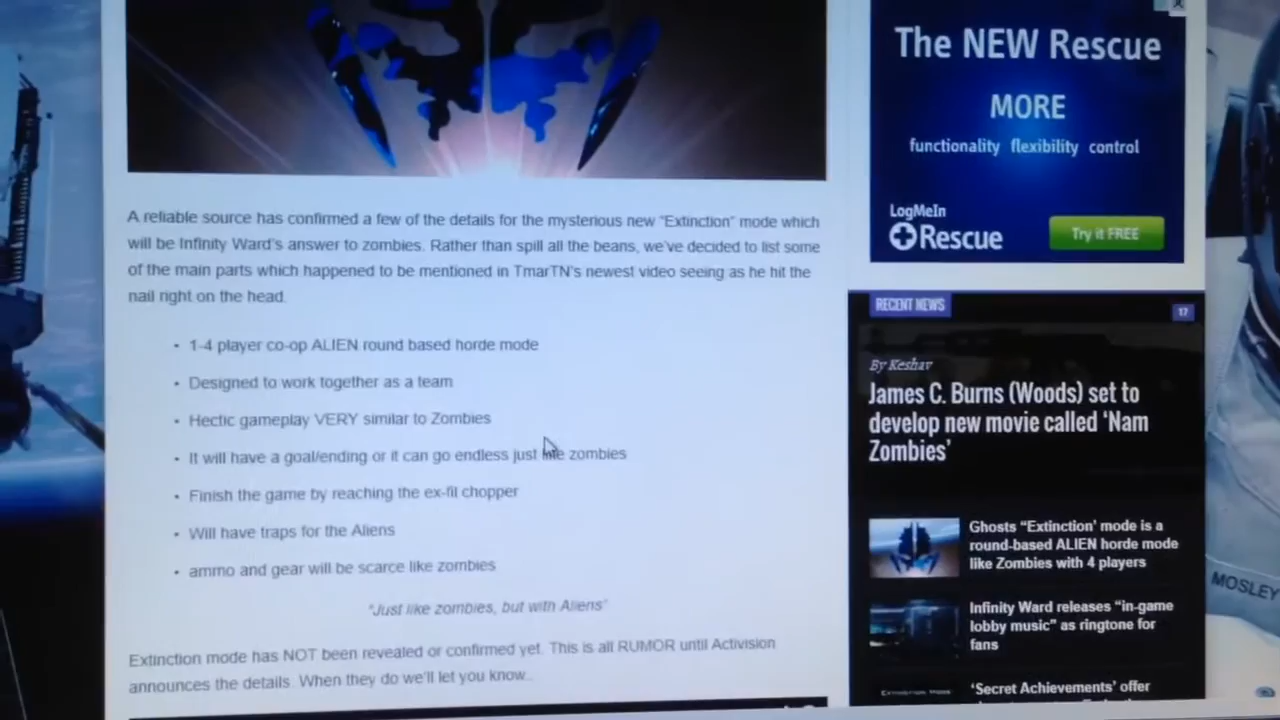 A reliable source has confirmed a few of the details for the mysterious new "Extinction" mode which
will be Infinity Ward's answer to zombies. Rather than spill all the beans, we've decided to list some
of the main parts which happened to be mentioned in TmarTN's newest video seeing as he hit the
nail right on the head.
• 1-4 player co-op ALIEN round based horde mode
• Designed to work together as a team
• Hectic gameplay VERY similar to Zombies
• It will have a goal/ending or it can go endless just like zombies
• Finish the game by reaching the ex-fil chopper
• Will have traps for the Aliens
• ammo and gear will be scarce like zombies
"Just like zombies, but with Aliens"
Extinction mode has NOT been revealed or confirmed yet. This is all RUMOR until Activision
announces the details. When they do we'll let you know..
The NEW Rescue
MORE
functionality flexibility control
LogMeIn
Rescue
Try it FREE
RECENT NEWS
17
By Keshav
James C. Burns (Woods) set to
develop new movie called 'Nam
Zombies'
Ghosts "Extinction' mode is a
round-based ALIEN horde mode
like Zombies with 4 players
Infinity Ward releases "in-game
lobby music" as ringtone for
fans
EXTINCTION MODE
'Secret Achievements' offer
MOSLEY